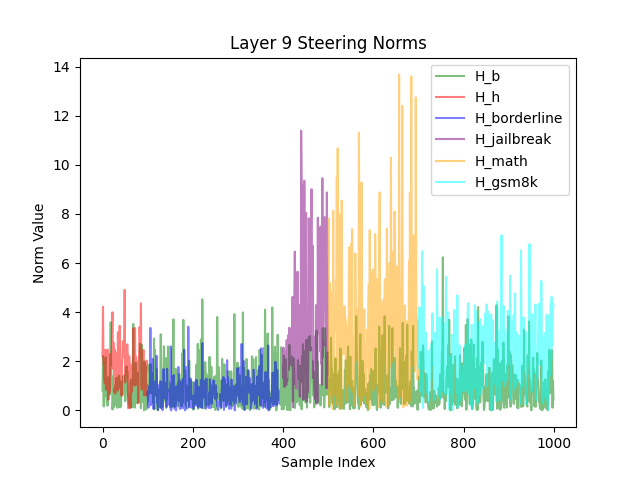 Layer 9 Steering Norms
14
12
10
8
6
4
2
0
Norm Value
H_b
H_h
H_borderline
H_jailbreak
H_math
H_gsm8k
0 200 400 600 800 1000
Sample Index